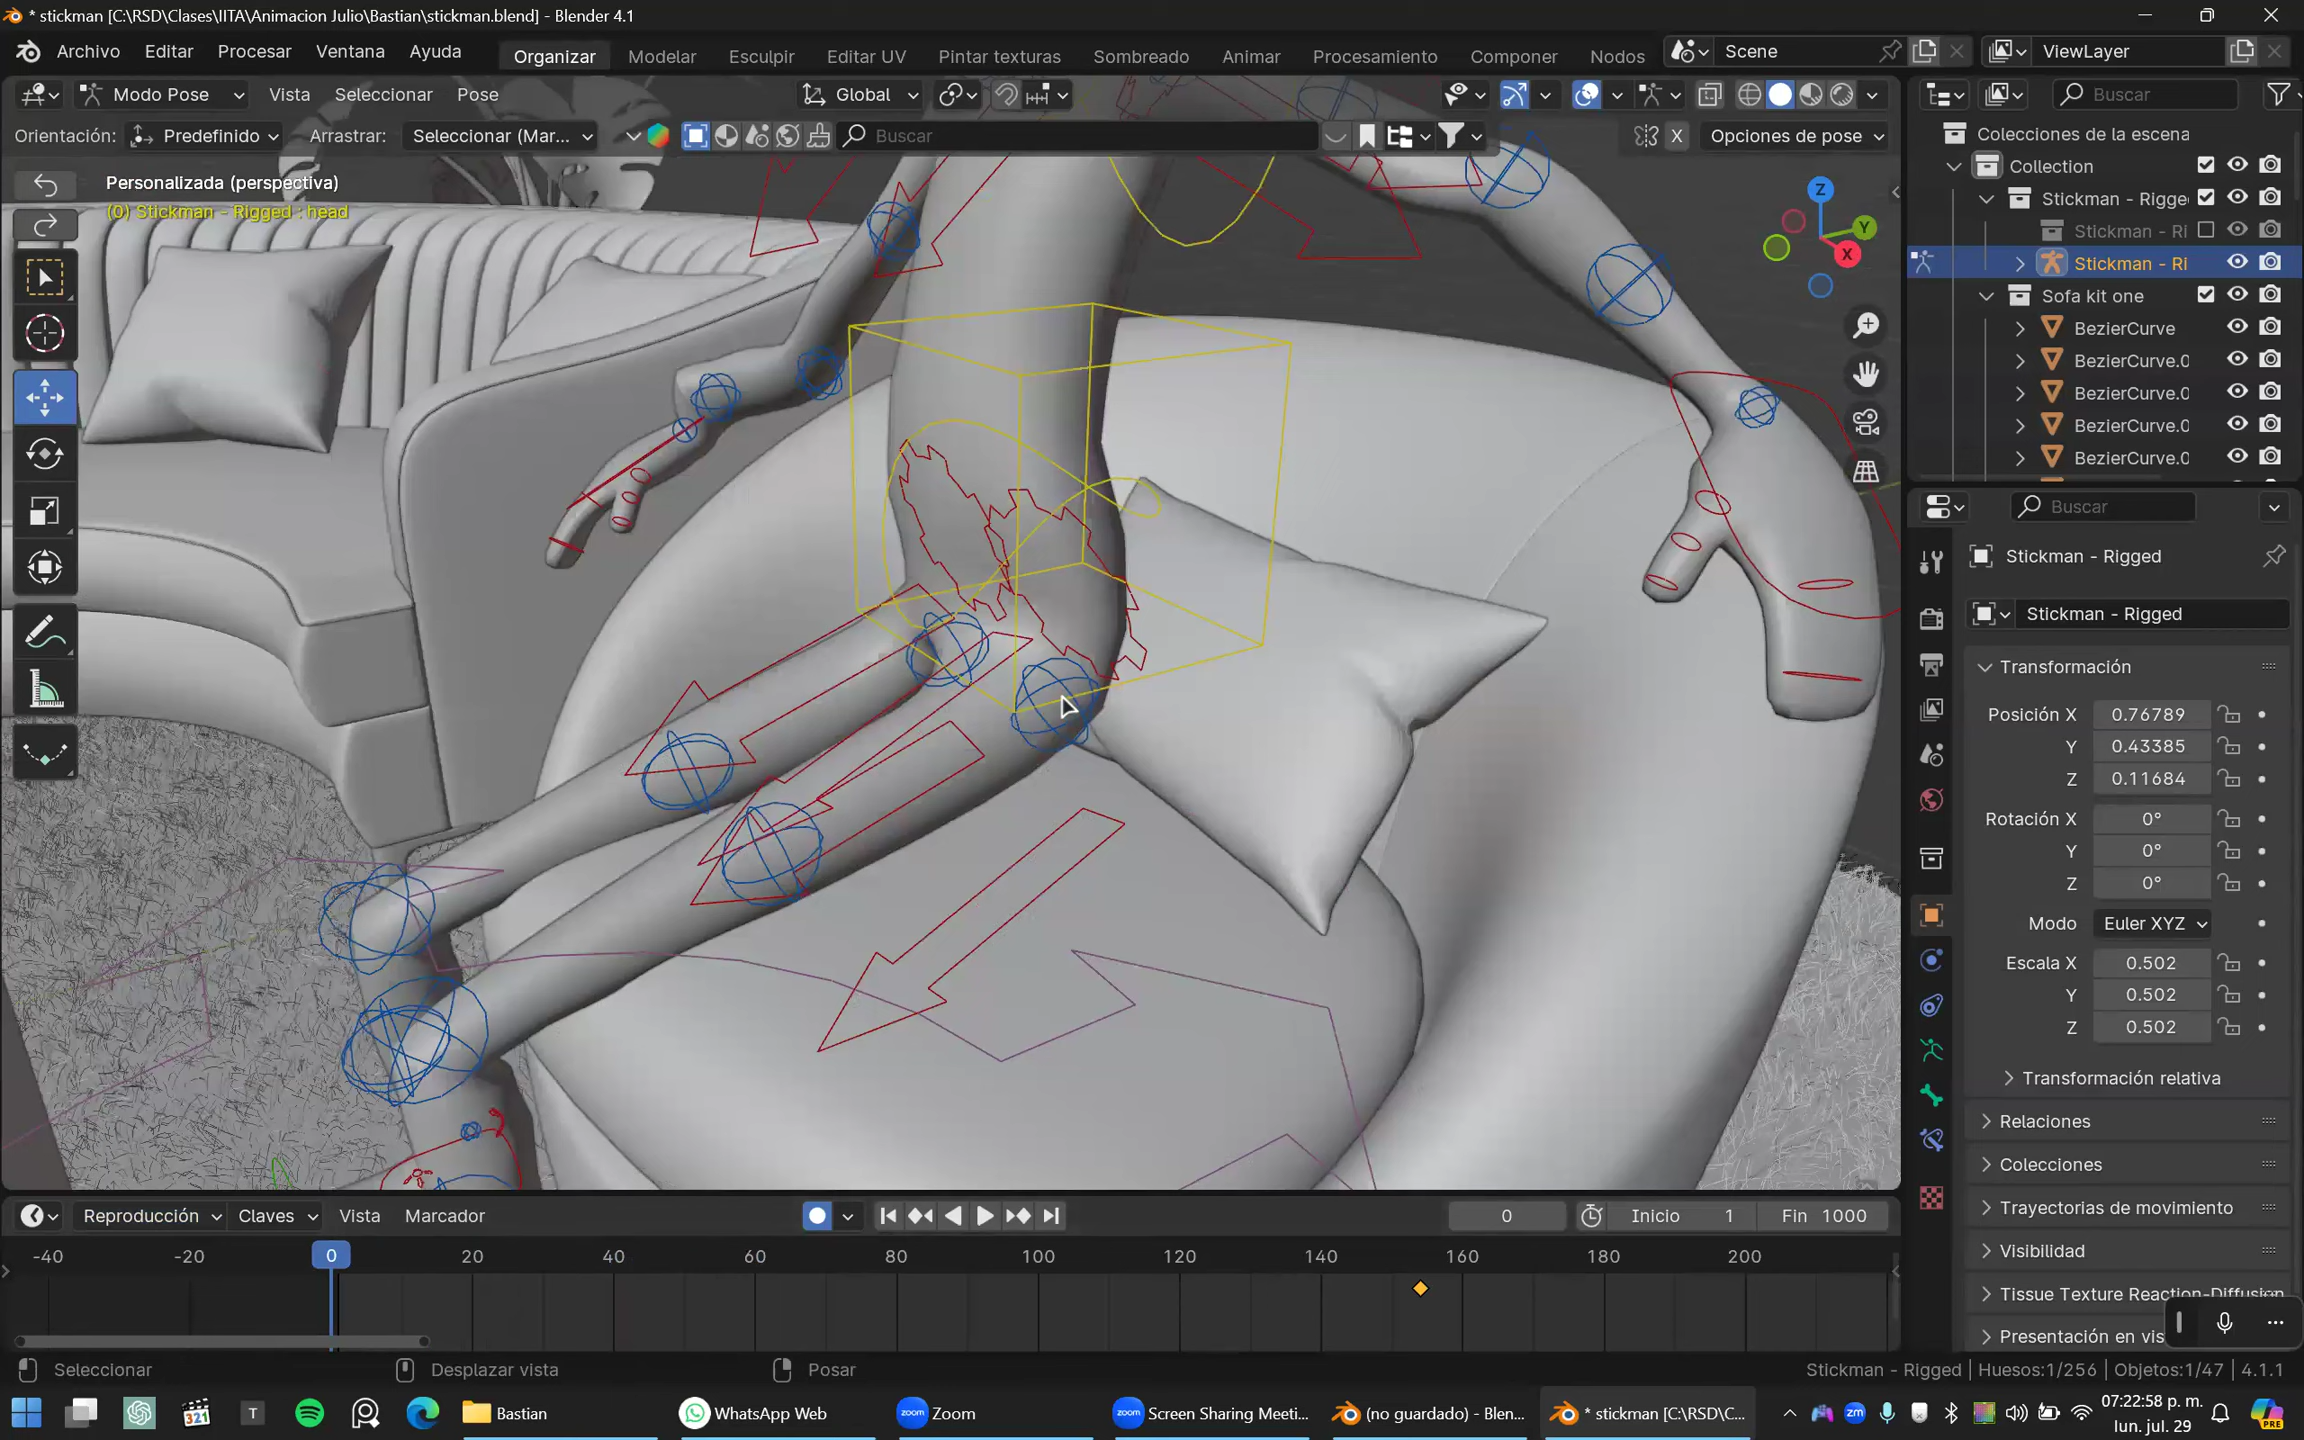 * stickman [C:\RSD\Clases\IITA\Animacion Julio\Bastian\stickman.blend] - Blender 4.1
Archivo Editar Procesar Ventana Ayuda Organizar Modelar Esculpir Editar UV Pintar texturas Sombreado Animar Procesamiento Componer Nodos Scene ViewLayer
Modo Pose Vista Seleccionar Pose Global Buscar
Orientación: Predefinido Arrastrar: Seleccionar (Mar... Buscar X Opciones de pose
Personalizada (perspectiva)
(0) Stickman - Rigged : head
Z
Y
X
Colecciones de la escena
Collection
Stickman - Rigge
Stickman - Ri
Stickman - Ri
Sofa kit one
BezierCurve
BezierCurve.0
BezierCurve.0
BezierCurve.0
BezierCurve.0
Buscar
Stickman - Rigged
Stickman - Rigged
Transformación
Posición X 0.76789
Y 0.43385
Z 0.11684
Rotación X 0°
Y 0°
Z 0°
Modo Euler XYZ
Escala X 0.502
Y 0.502
Z 0.502
Transformación relativa
Relaciones
Colecciones
Trayectorias de movimiento
Visibilidad
Tissue Texture Reaction-Diffusion
Presentación en vis
Reproducción Claves Vista Marcador 0 Inicio 1 Fin 1000
-40 -20 0 20 40 60 80 100 120 140 160 180 200
Seleccionar Desplazar vista Posar Stickman - Rigged | Huesos:1/256 | Objetos:1/47 | 4.1.1
321 T Bastian WhatsApp Web zoom Zoom zoom Screen Sharing Meeti... (no guardado) - Blen... * stickman [C:\RSD\C... zm 07:22:58 p. m. PRE
lun. jul. 29